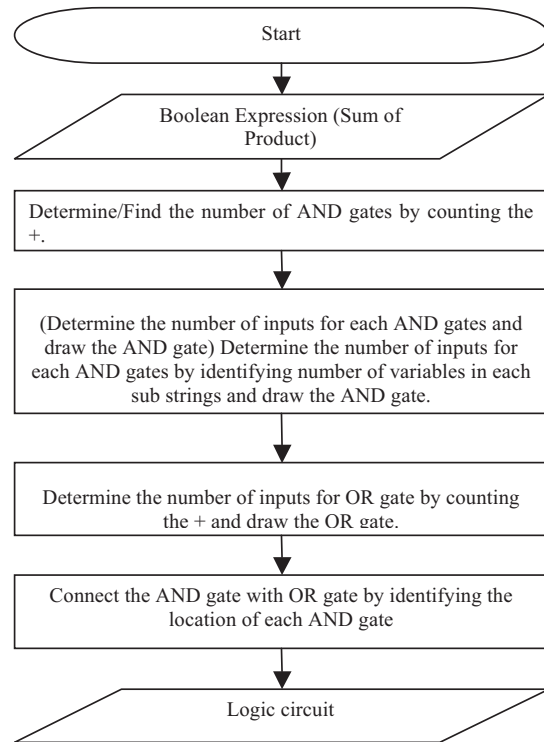 Start
Boolean Expression (Sum of
Product)
Determine/Find the number of AND gates by counting the
+.
(Determine the number of inputs for each AND gates and
draw the AND gate) Determine the number of inputs for
each AND gates by identifying number of variables in each
sub strings and draw the AND gate.
Determine the number of inputs for OR gate by counting
the + and draw the OR gate.
Connect the AND gate with OR gate by identifying the
location of each AND gate
Logic circuit